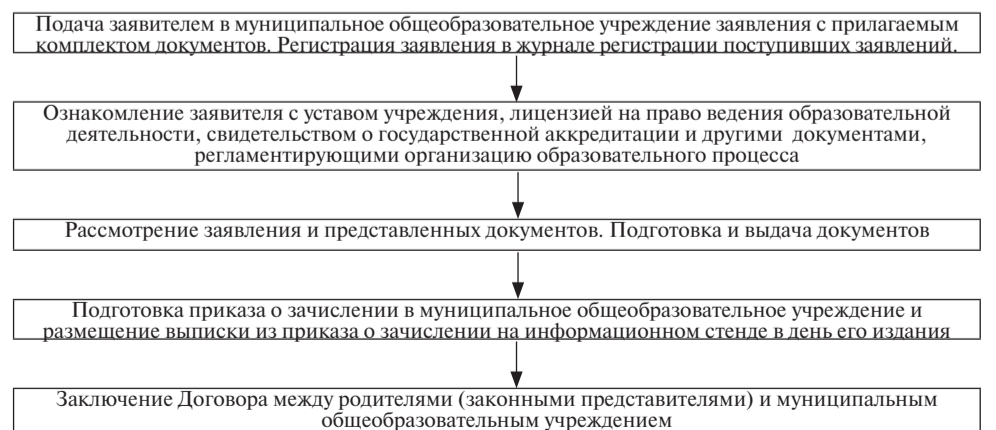 Подача заявителем в муниципальное общеобразовательное учреждение заявления с прилагаемым
комплектом документов. Регистрация заявления в журнале регистрации поступивших заявлений.
Ознакомление заявителя с уставом учреждения, лицензией на право ведения образовательной
деятельности, свидетельством о государственной аккредитации и другими документами,
регламентирующими организацию образовательного процесса
Рассмотрение заявления и представленных документов. Подготовка и выдача документов
Подготовка приказа о зачислении в муниципальное общеобразовательное учреждение и
размещение выписки из приказа о зачислении на информационном стенде в день его издания
Заключение Договора между родителями (законными представителями) и муниципальным
общеобразовательным учреждением